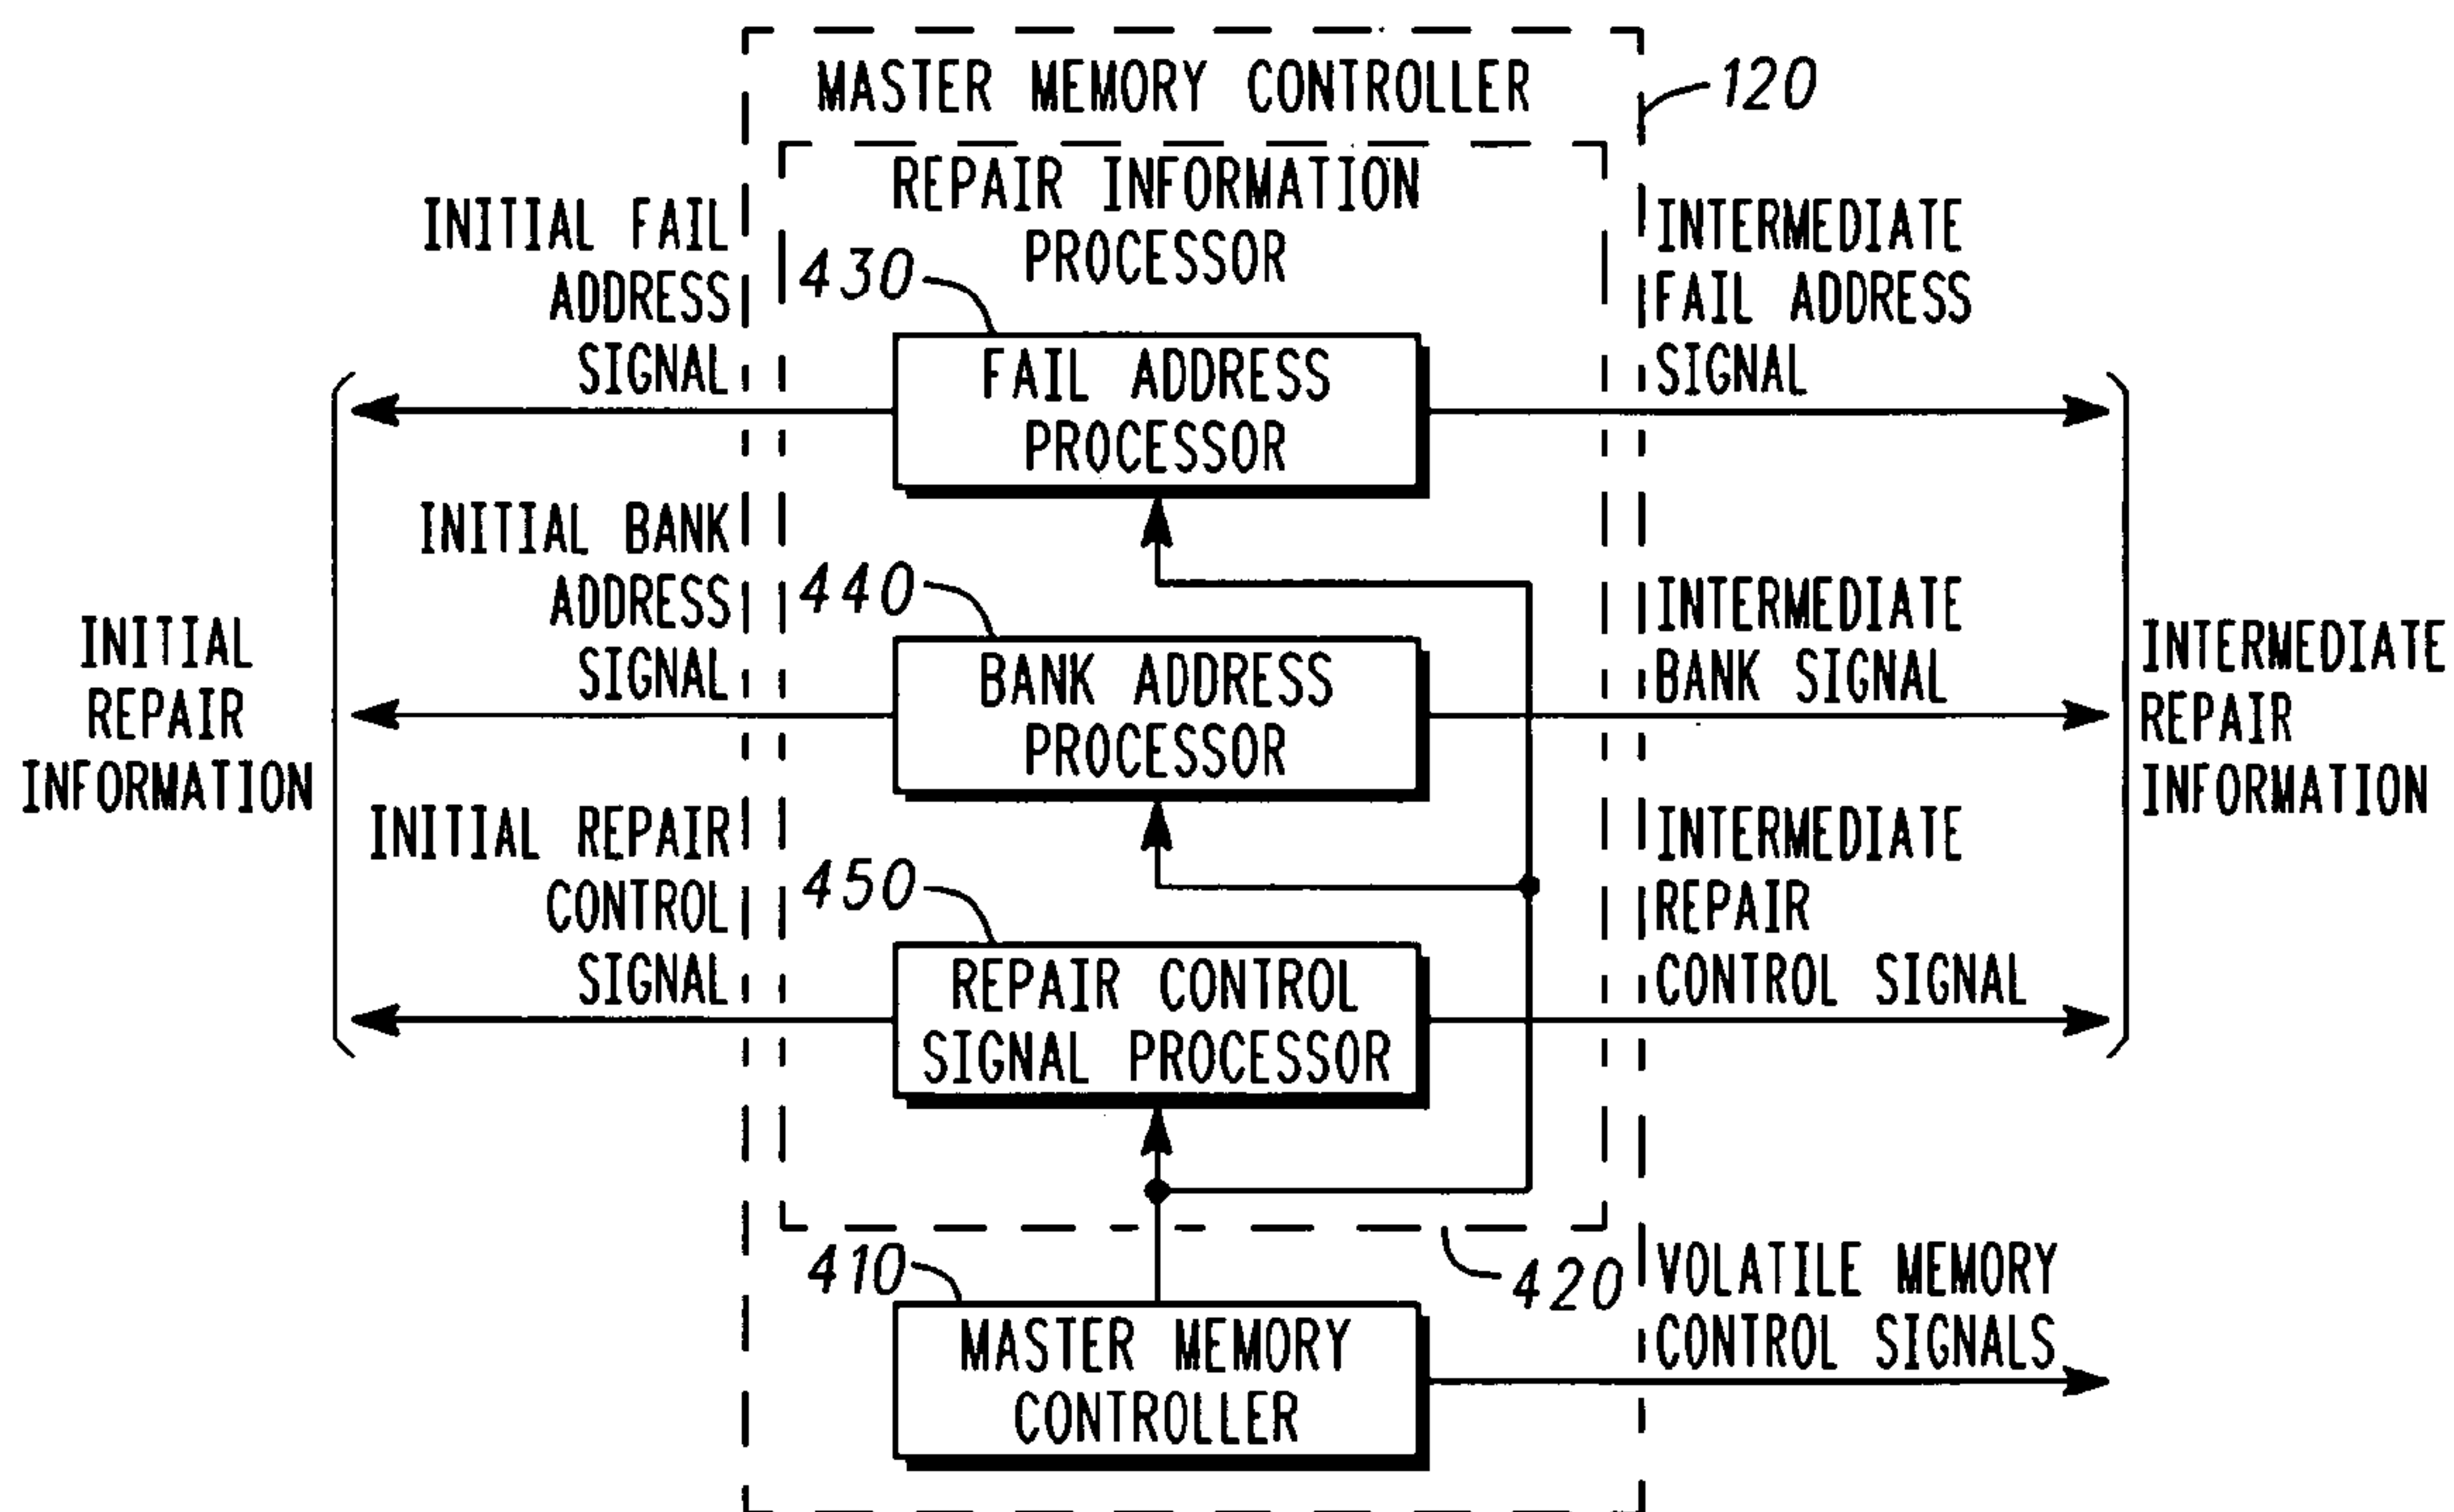 MASTER MEMORY CONTROLLER
120
REPAIR INFORMATION
PROCESSOR
INITIAL FAIL
ADDRESS
SIGNAL
430
INTERMEDIATE
FAIL ADDRESS
SIGNAL
FAIL ADDRESS
PROCESSOR
INITIAL BANK
ADDRESS
SIGNAL
440
INTERMEDIATE
BANK SIGNAL
BANK ADDRESS
PROCESSOR
INITIAL
REPAIR
INFORMATION
INTERMEDIATE
REPAIR
INFORMATION
INITIAL REPAIR
CONTROL
SIGNAL
450
INTERMEDIATE
REPAIR
CONTROL SIGNAL
REPAIR CONTROL
SIGNAL PROCESSOR
410
420
VOLATILE MEMORY
CONTROL SIGNALS
MASTER MEMORY
CONTROLLER